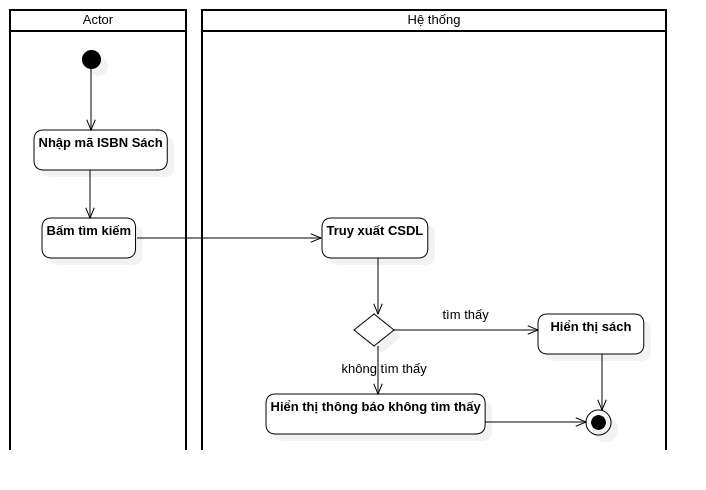 Actor
Hệ thống
Nhập mã ISBN Sách
Bấm tìm kiếm
Truy xuất CSDL
tìm thấy
Hiển thị sách
không tìm thấy
Hiển thị thông báo không tìm thấy